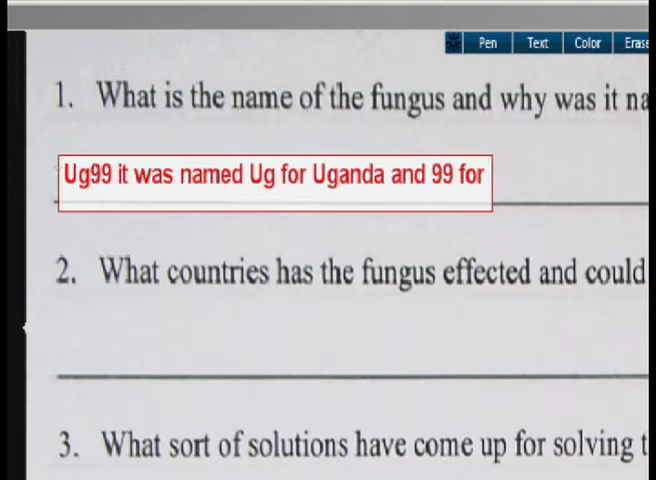 Pen Text Color Erase
1. What is the name of the fungus and why was it na
Ug99 it was named Ug for Uganda and 99 for
2. What countries has the fungus effected and could
3. What sort of solutions have come up for solving t